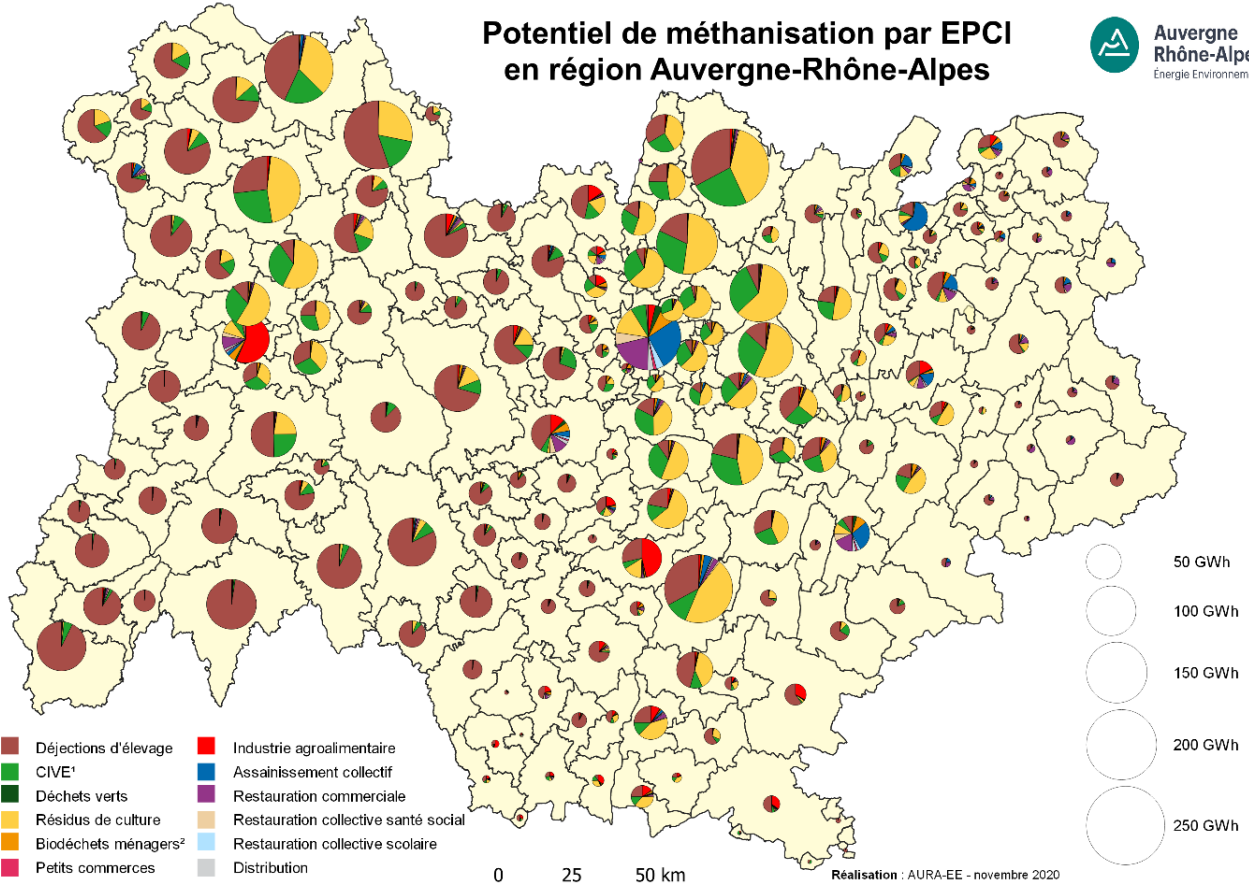 Potentiel de méthanisation par EPCI
en région Auvergne-Rhône-Alpes
Auvergne
Rhône-Alpes
Énergie Environnem
50 GWh
100 GWh
150 GWh
200 GWh
250 GWh
Déjections d'élevage
CIVE¹
Déchets verts
Résidus de culture
Biodéchets ménagers²
Petits commerces
Industrie agroalimentaire
Assainissement collectif
Restauration commerciale
Restauration collective santé social
Restauration collective scolaire
Distribution
0 25 50 km
Réalisation : AURA-EE - novembre 2020